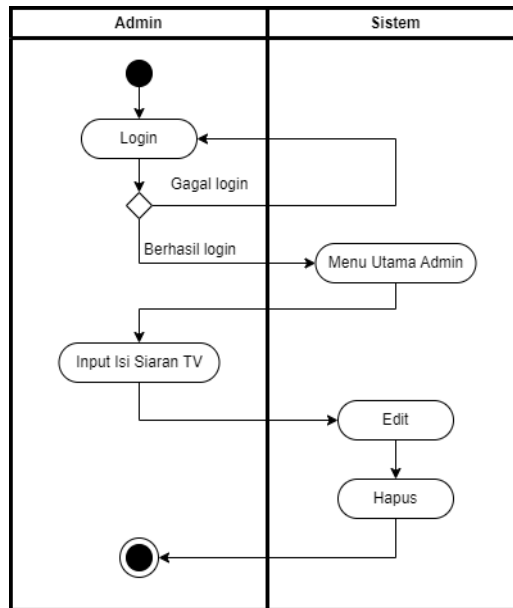 Admin
Sistem
Login
Gagal login
Berhasil login
Menu Utama Admin
Input Isi Siaran TV
Edit
Hapus